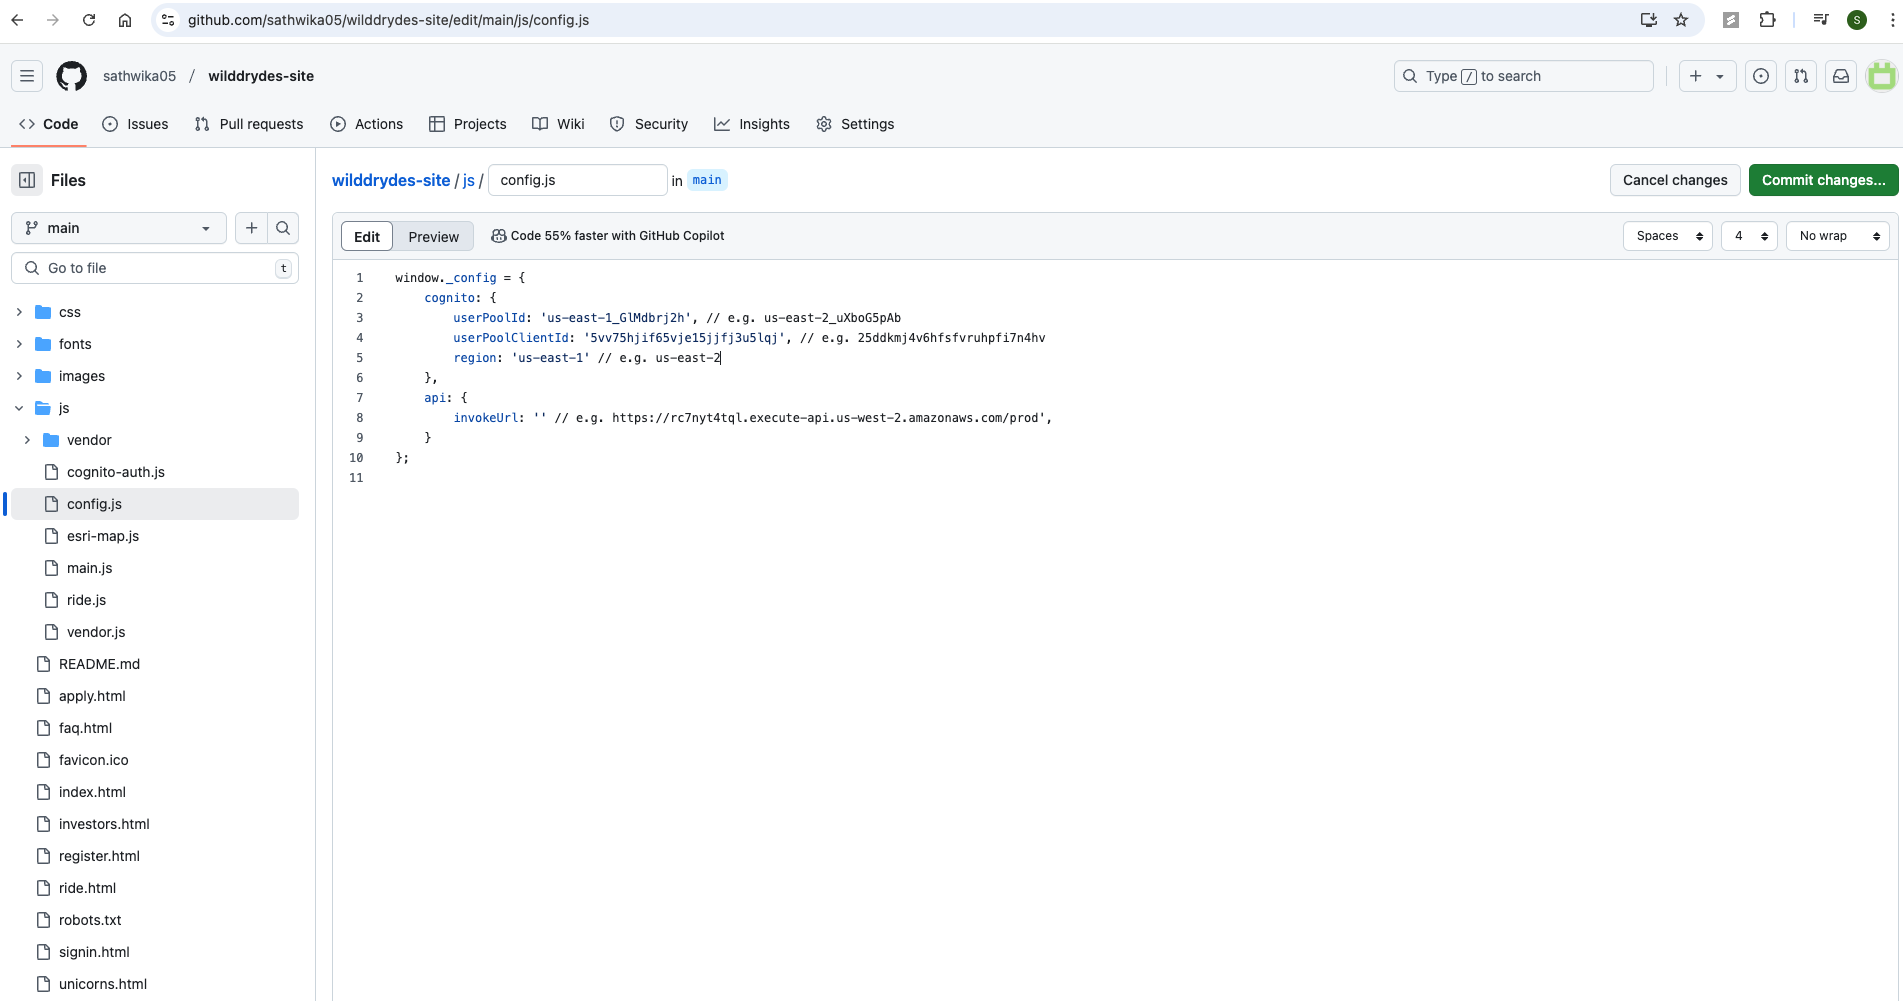 github.com/sathwika05/wilddrydes-site/edit/main/js/config.js
S
sathwika05 / wilddrydes-site
Type / to search
Code Issues Pull requests Actions Projects Wiki Security Insights Settings
Files
main
Go to file t
css
fonts
images
js
vendor
cognito-auth.js
config.js
esri-map.js
main.js
ride.js
vendor.js
README.md
apply.html
faq.html
favicon.ico
index.html
investors.html
register.html
ride.html
robots.txt
signin.html
unicorns.html
wilddrydes-site / js / config.js in main
Cancel changes Commit changes...
Edit Preview Code 55% faster with GitHub Copilot
Spaces 4 No wrap
1 window._config = {
2 cognito: {
3 userPoolId: 'us-east-1_GlMdbrj2h', // e.g. us-east-2_uXboG5pAb
4 userPoolClientId: '5vv75hjif65vje15jjfj3u5lqj', // e.g. 25ddkmj4v6hfsfvruhpfi7n4hv
5 region: 'us-east-1' // e.g. us-east-2
6 },
7 api: {
8 invokeUrl: '' // e.g. https://rc7nyt4tql.execute-api.us-west-2.amazonaws.com/prod',
9 }
10 };
11